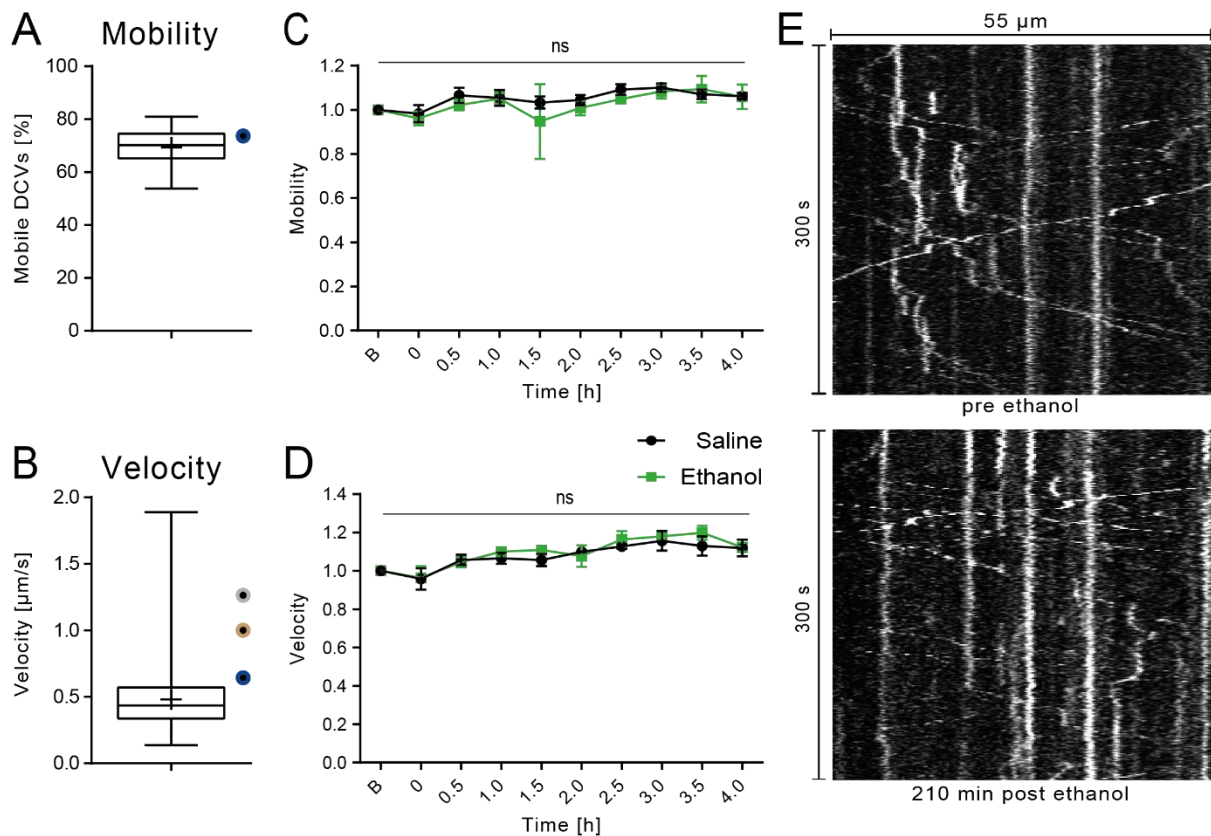 A Mobility
Mobile DCVs [%]
100
80
60
40
20
0
B Velocity
Velocity [µm/s]
2.0
1.5
1.0
0.5
0.0
C
ns
Mobility
1.2
1.0
0.8
0.6
0.4
0.2
0.0
B 0 0.5 1.0 1.5 2.0 2.5 3.0 3.5 4.0
Time [h]
Saline
Ethanol
D
ns
Velocity
1.4
1.2
1.0
0.8
0.6
0.4
0.2
0.0
B 0 0.5 1.0 1.5 2.0 2.5 3.0 3.5 4.0
Time [h]
E
55 µm
300 s
pre ethanol
300 s
210 min post ethanol